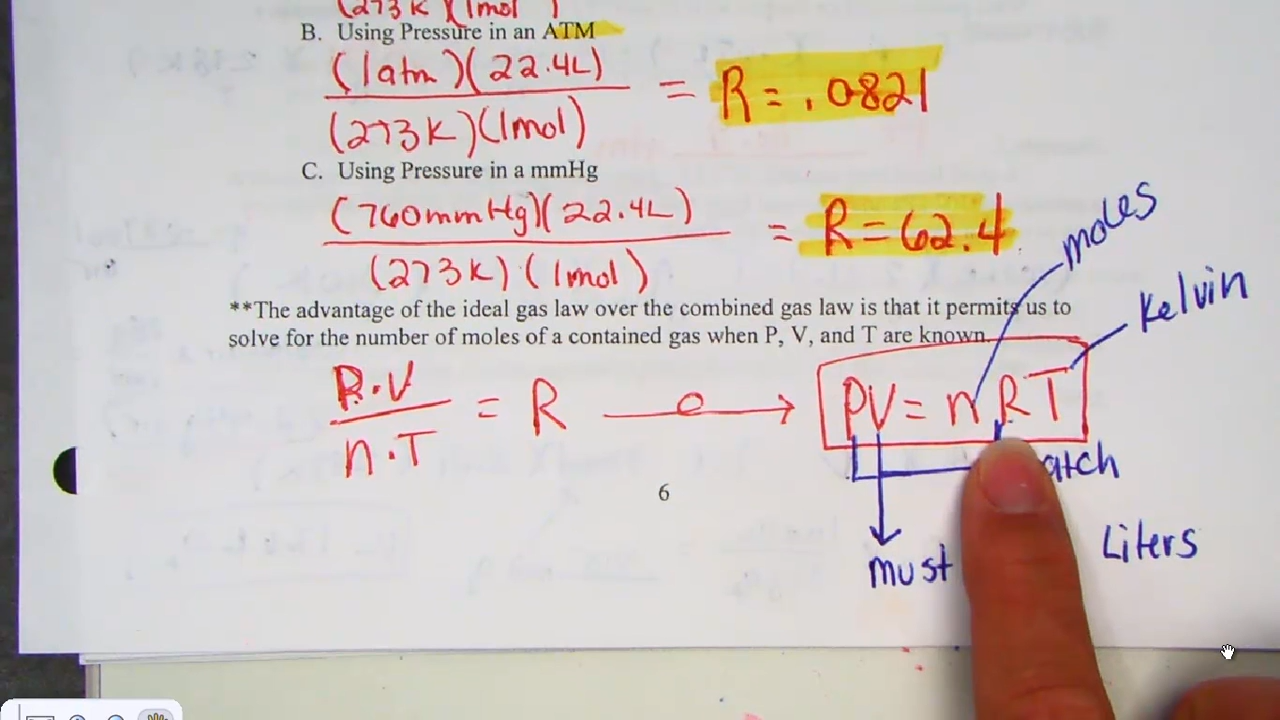 (273K)(1mol)
B. Using Pressure in an ATM
(1atm)(22.4L)
(273K)(1mol)
= R = .0821
C. Using Pressure in a mmHg
(760mmHg)(22.4L)
(273K)·(1mol)
= R = 62.4
moles
Kelvin
**The advantage of the ideal gas law over the combined gas law is that it permits us to
solve for the number of moles of a contained gas when P, V, and T are known.
P·V
n·T
= R
PV = nRT
6
Liters
must